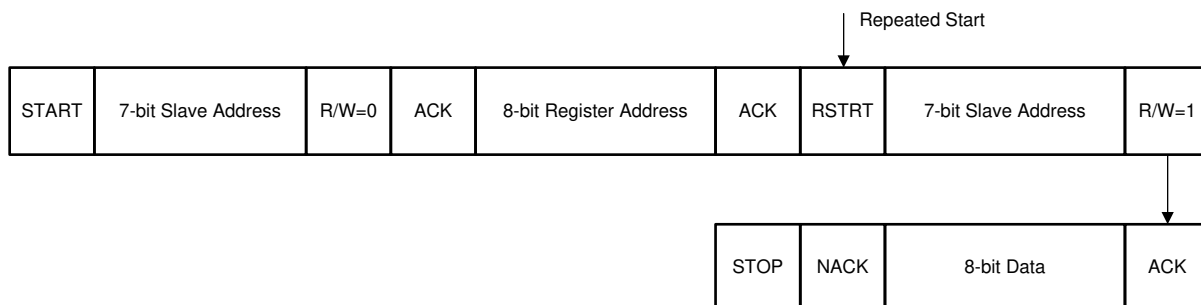 Repeated Start
START 7-bit Slave Address R/W=0 ACK 8-bit Register Address ACK RSTRT 7-bit Slave Address R/W=1
STOP NACK 8-bit Data ACK